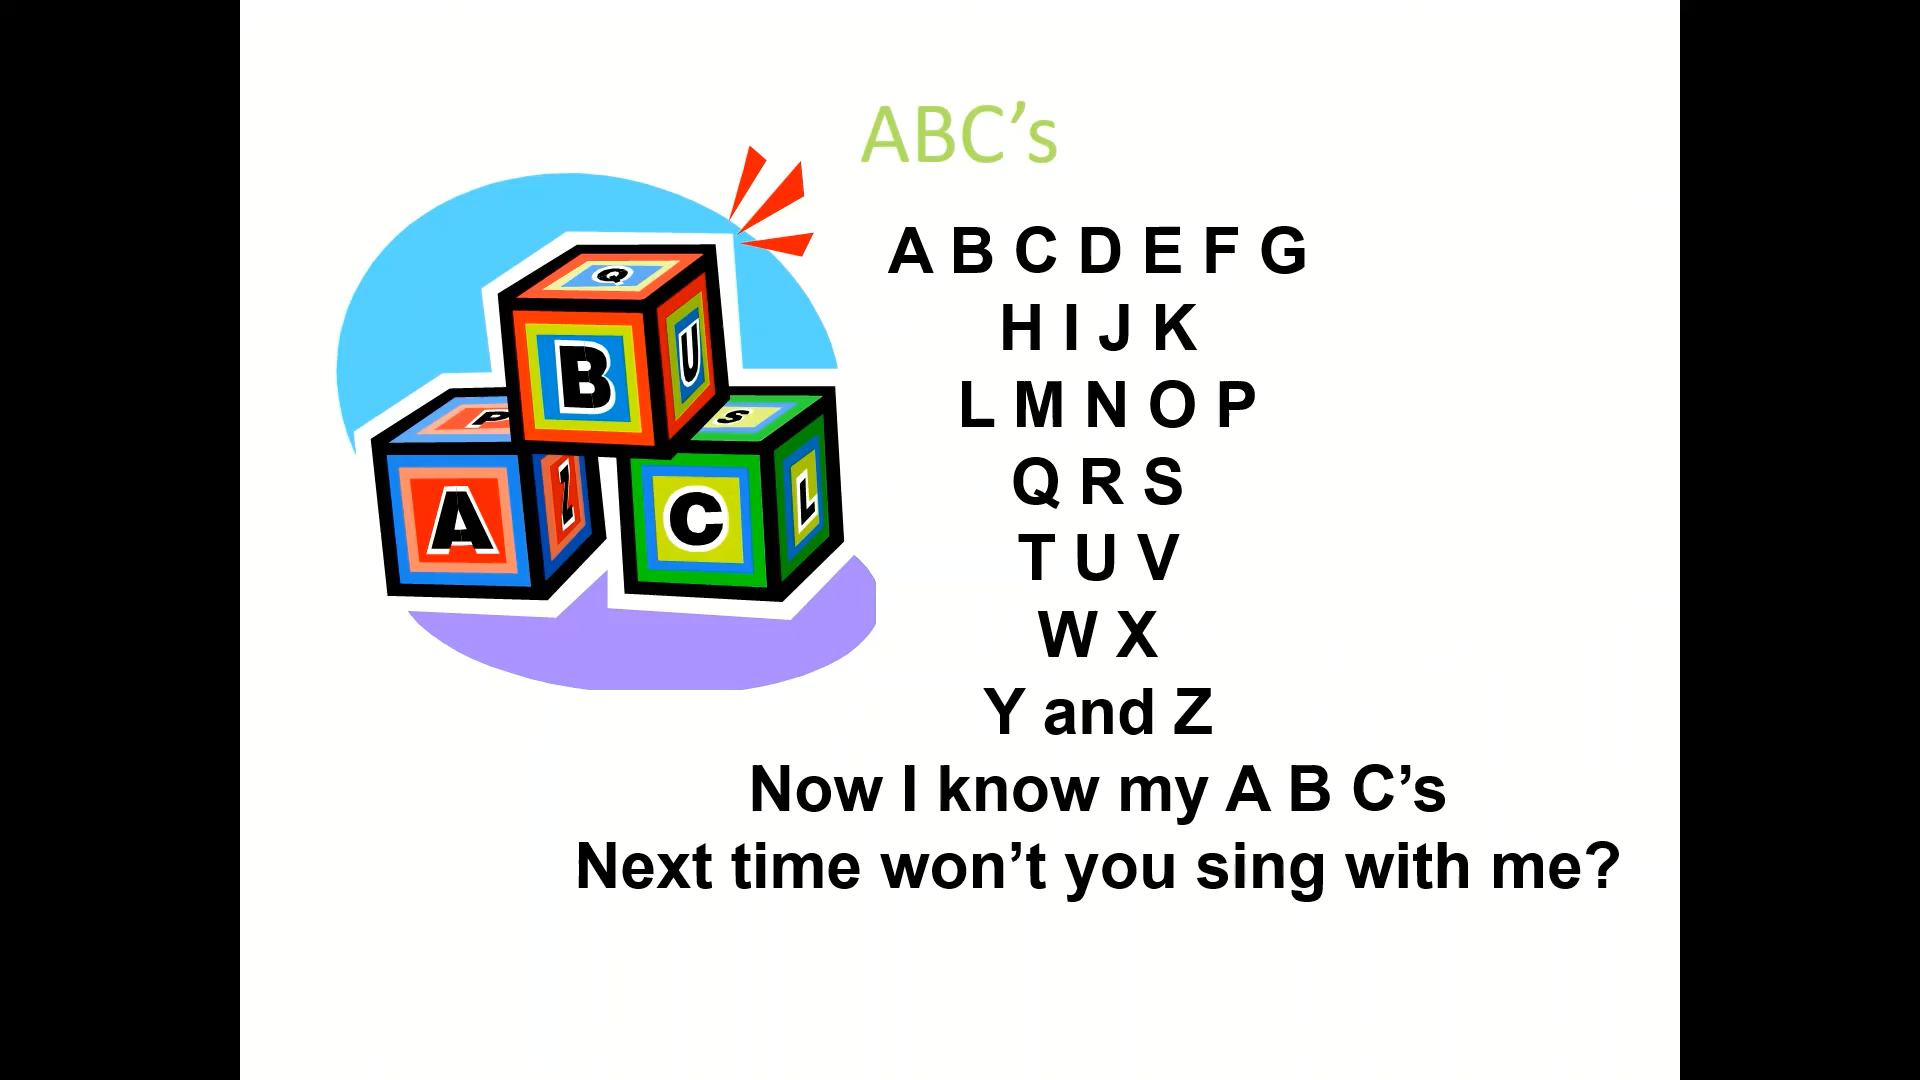 ABC’s
A B C D E F G
H I J K
L M N O P
Q R S
T U V
W X
Y and Z
Now I know my A B C’s
Next time won’t you sing with me?
Q
B
U
P
S
A
Z
C
L